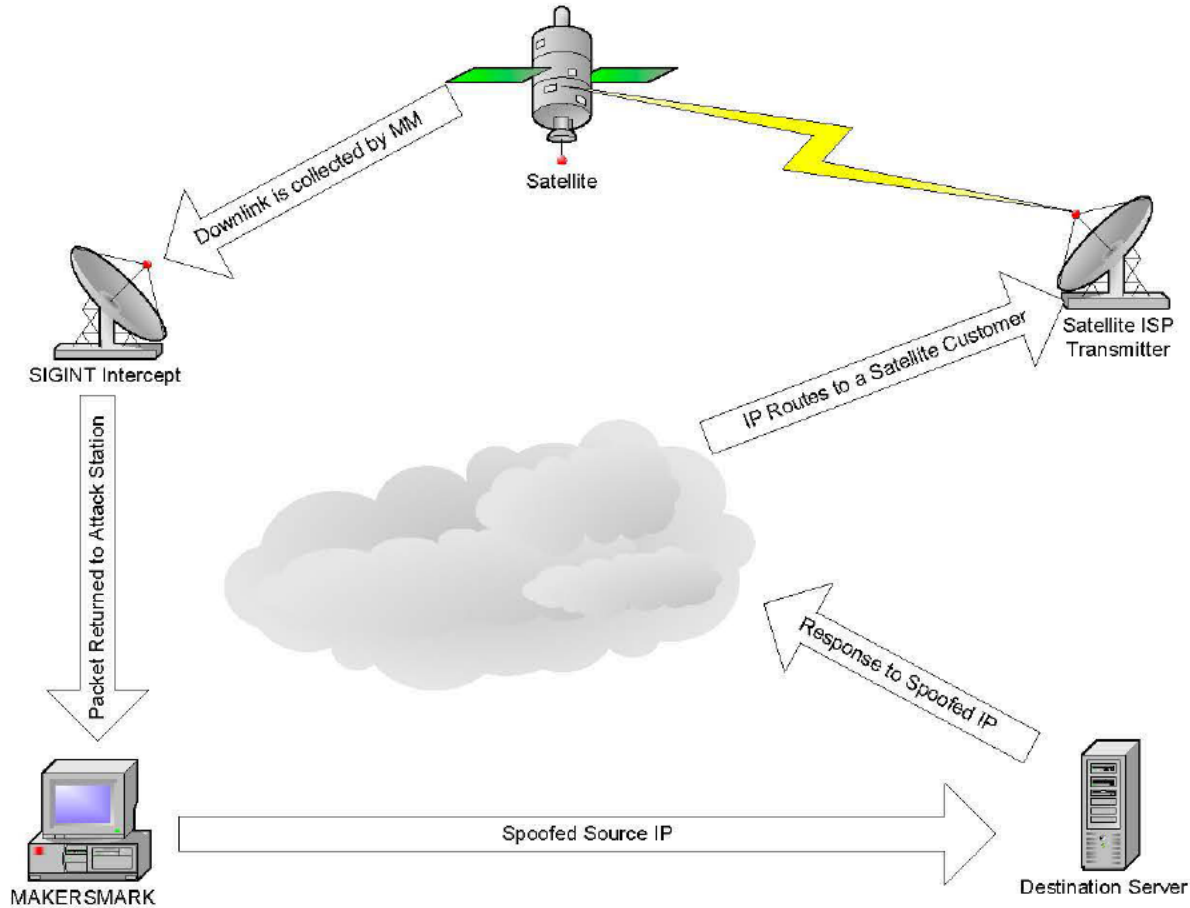 Satellite
Downlink is collected by MM
SIGINT Intercept
Satellite ISP
Transmitter
IP Routes to a Satellite Customer
Packet Returned to Attack Station
Response to Spoofed IP
Spoofed Source IP
MAKERSMARK
Destination Server